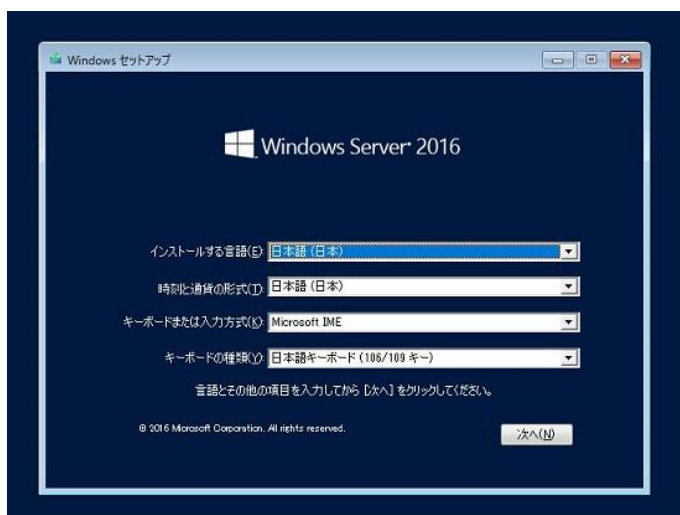 Windows セットアップ
Windows Server 2016
インストールする言語(E): 日本語 (日本)
時刻と通貨の形式(T): 日本語 (日本)
キーボードまたは入力方式(K): Microsoft IME
キーボードの種類(Y): 日本語キーボード (106/109 キー)
言語とその他の項目を入力してから [次へ] をクリックしてください。
© 2016 Microsoft Corporation. All rights reserved.
次へ(N)